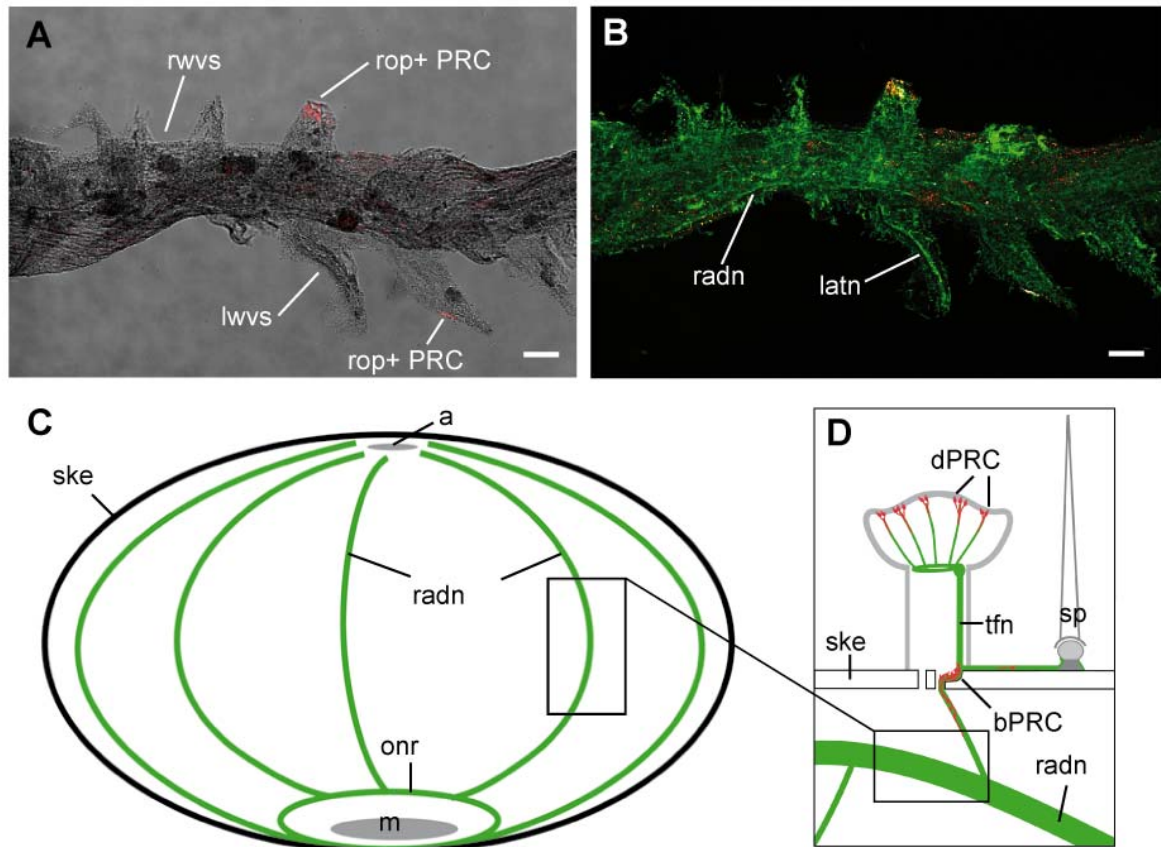 A
rwvs
rop+ PRC
lwvs
rop+ PRC
B
radn
latn
C
a
ske
radn
onr
m
D
dPRC
sp
tfn
ske
bPRC
radn